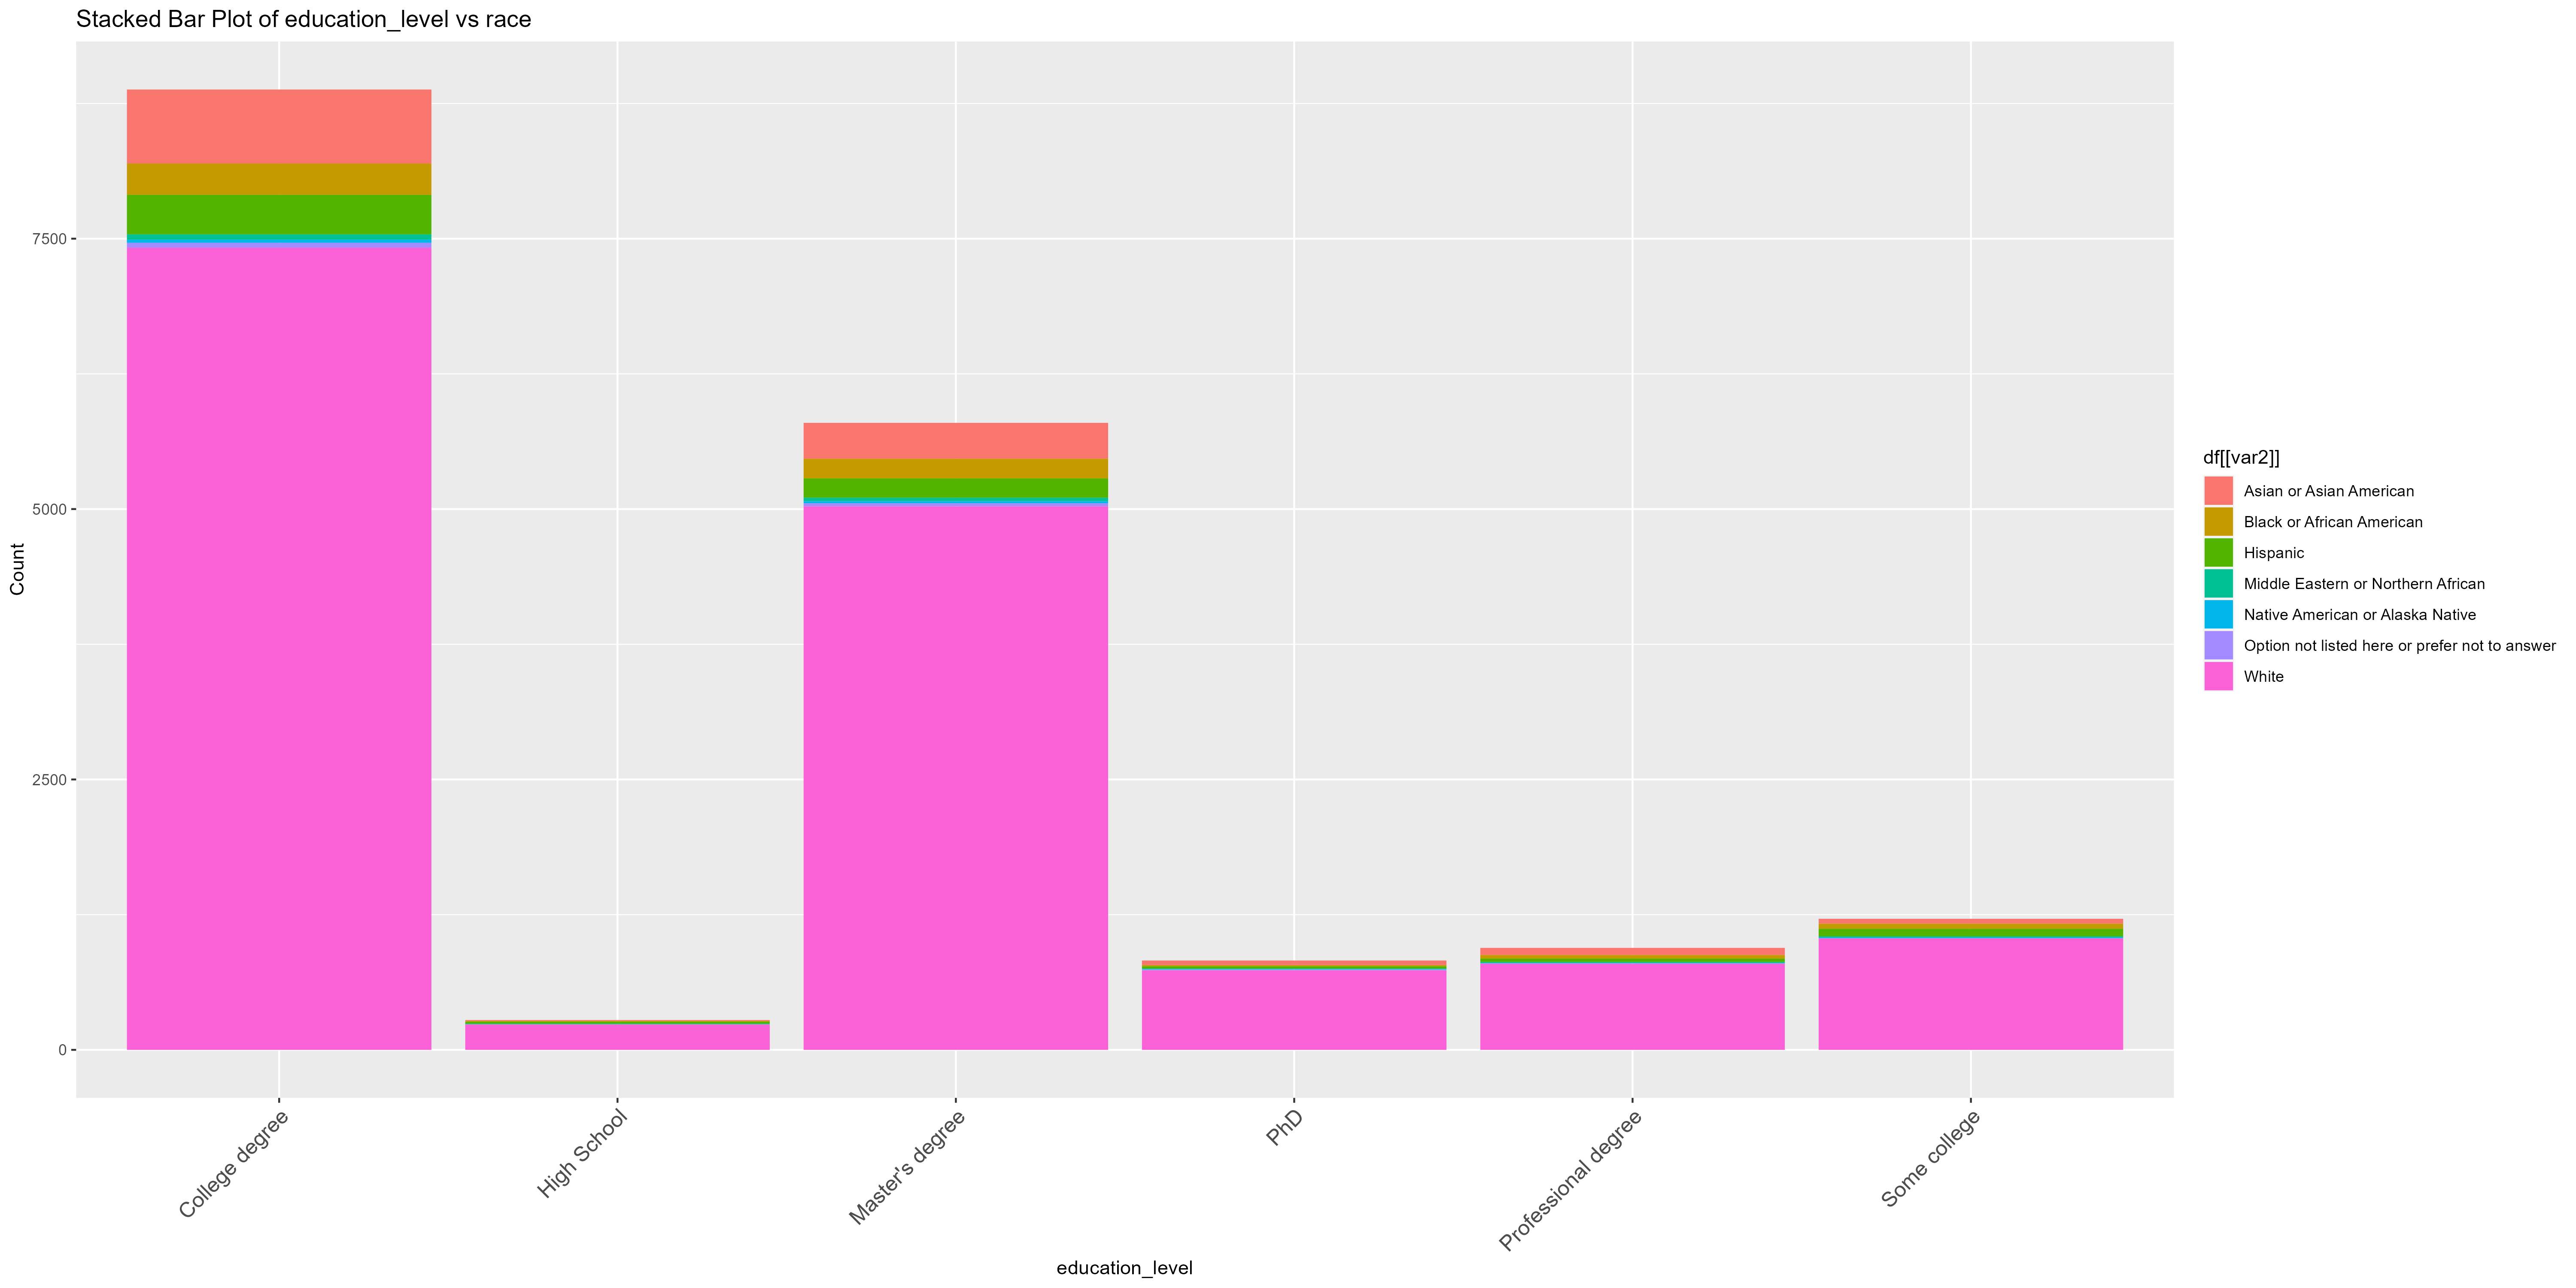 Stacked Bar Plot of education_level vs race
Count
7500
5000
2500
0
College degree
High School
Master's degree
PhD
Professional degree
Some college
education_level
df[[var2]]
Asian or Asian American
Black or African American
Hispanic
Middle Eastern or Northern African
Native American or Alaska Native
Option not listed here or prefer not to answer
White